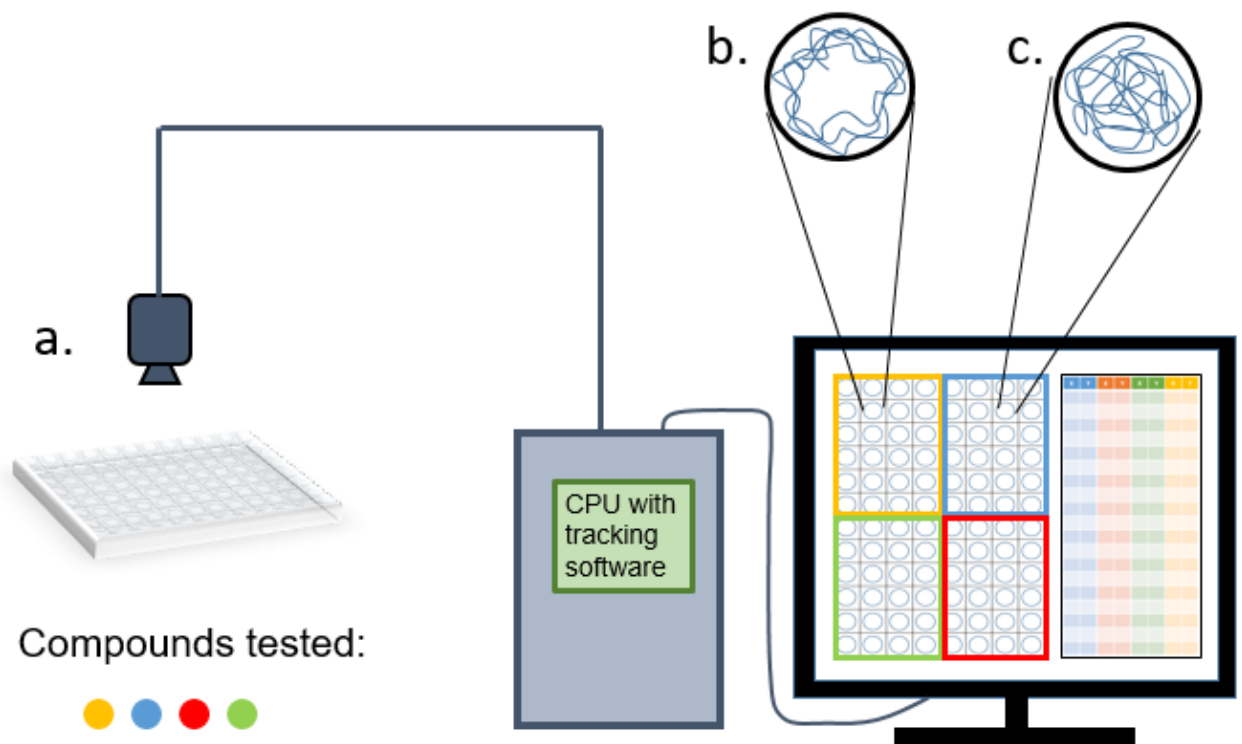 b.
c.
a.
CPU with
tracking
software
Compounds tested: